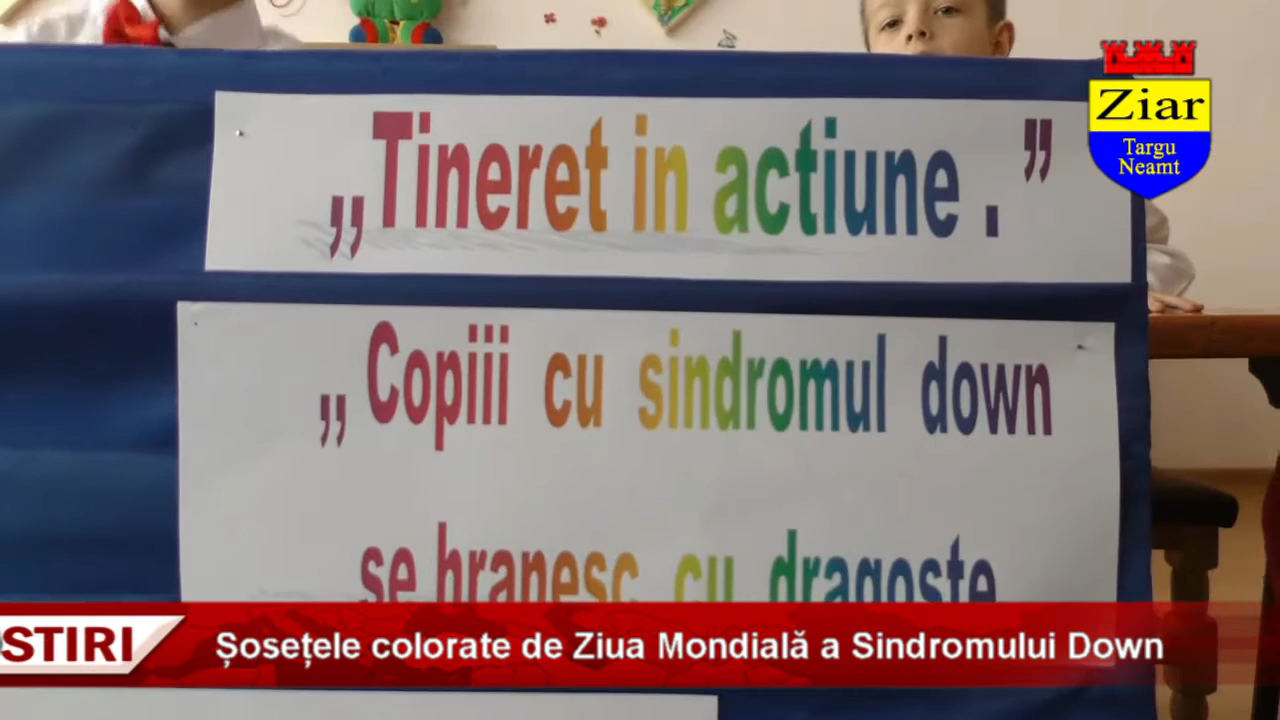 „Tineret in actiune .”
„ Copiii cu sindromul down
se hranesc cu dragoste
Ziar
Targu
Neamt
STIRI
Șosețele colorate de Ziua Mondială a Sindromului Down